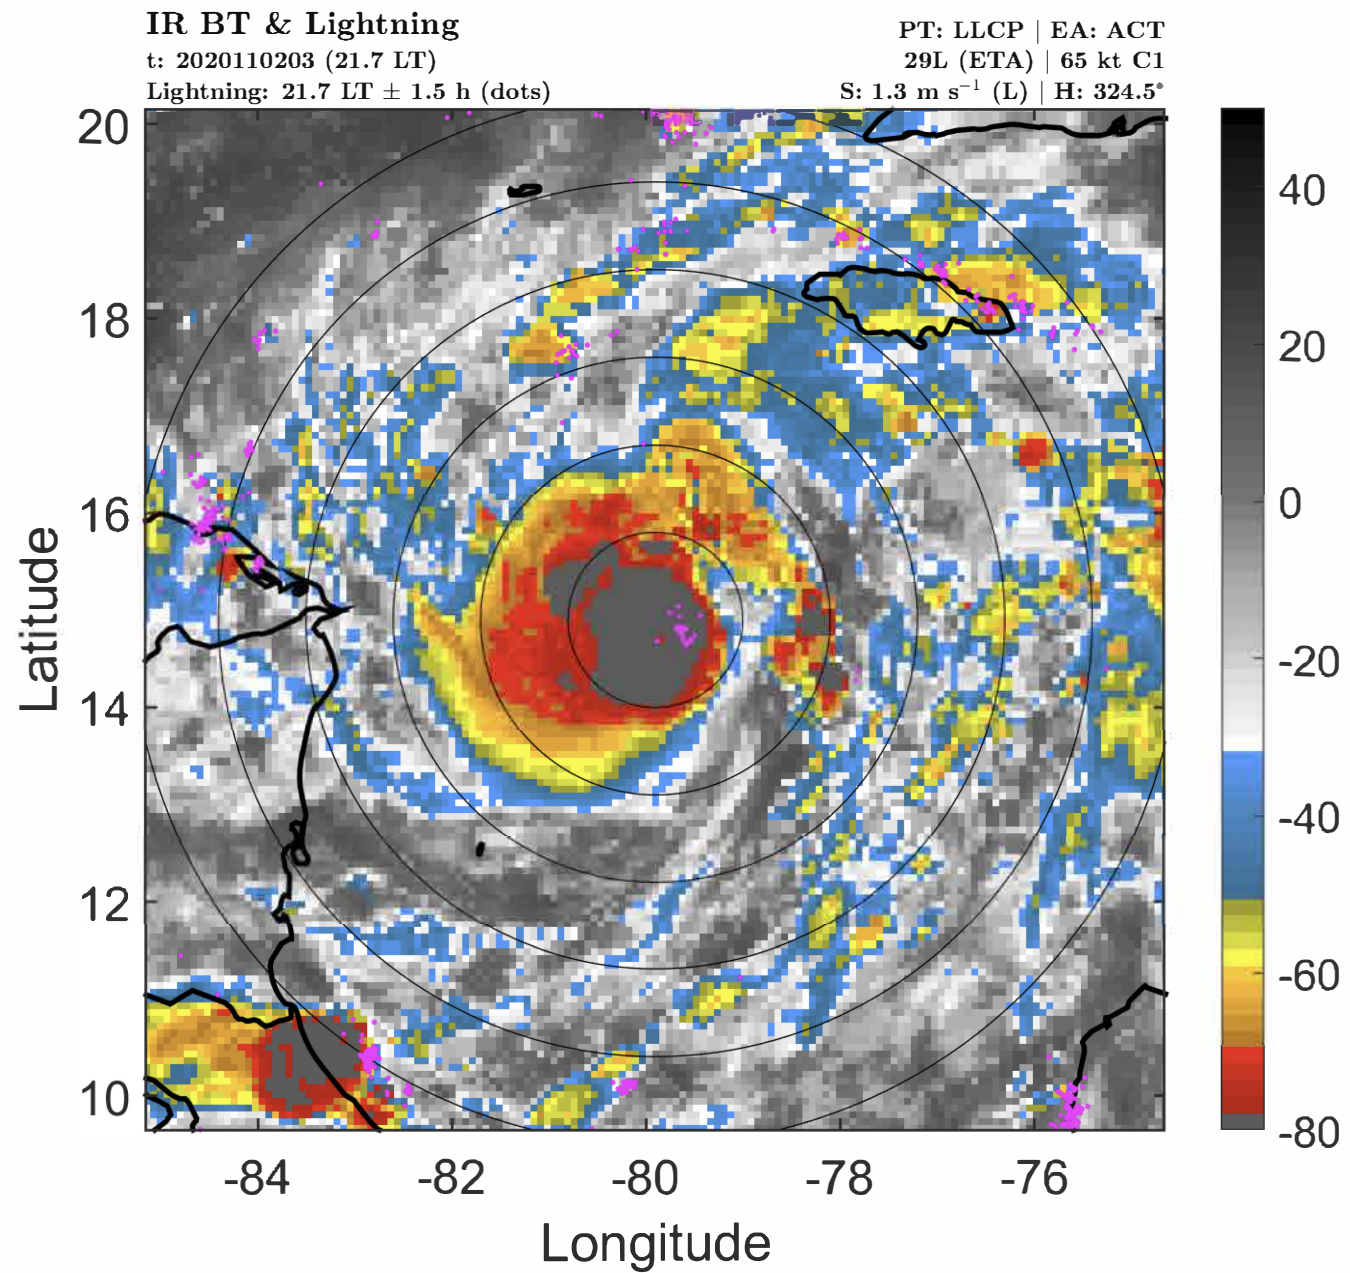 IR BT & Lightning
t: 2020110203 (21.7 LT)
Lightning: 21.7 LT ± 1.5 h (dots)
PT: LLCP | EA: ACT
29L (ETA) | 65 kt C1
S: 1.3 m s⁻¹ (L) | H: 324.5°
20
18
16
14
12
10
Latitude
-84
-82
-80
-78
-76
Longitude
40
20
0
-20
-40
-60
-80